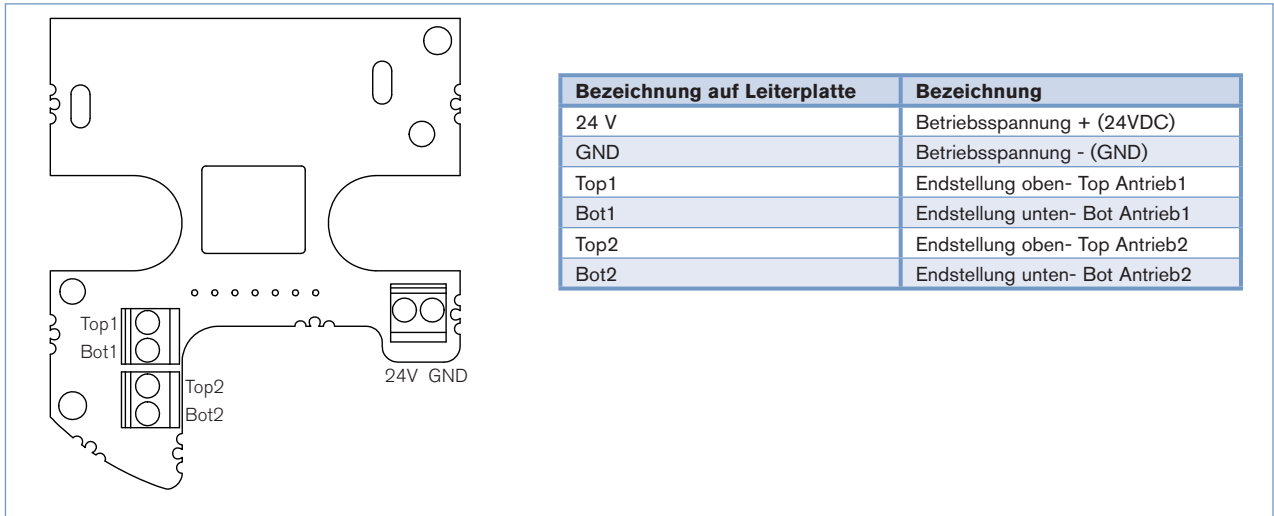 Top1
Bot1
Top2
Bot2
24V GND
Bezeichnung auf Leiterplatte Bezeichnung
24 V Betriebsspannung + (24VDC)
GND Betriebsspannung - (GND)
Top1 Endstellung oben- Top Antrieb1
Bot1 Endstellung unten- Bot Antrieb1
Top2 Endstellung oben- Top Antrieb2
Bot2 Endstellung unten- Bot Antrieb2